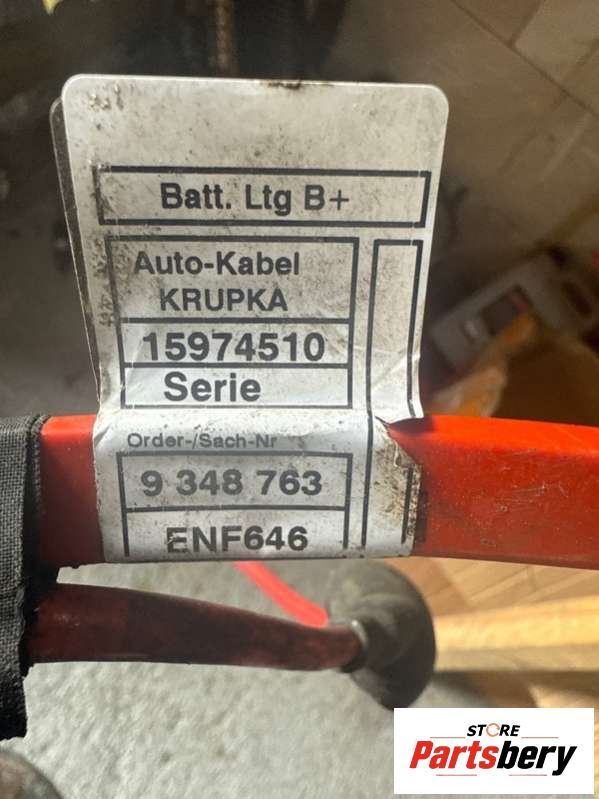 Batt. Ltg B+
Auto-Kabel
KRUPKA
15974510
Serie
Order-/Sach-Nr
9 348 763
ENF646
STORE
Partsbery